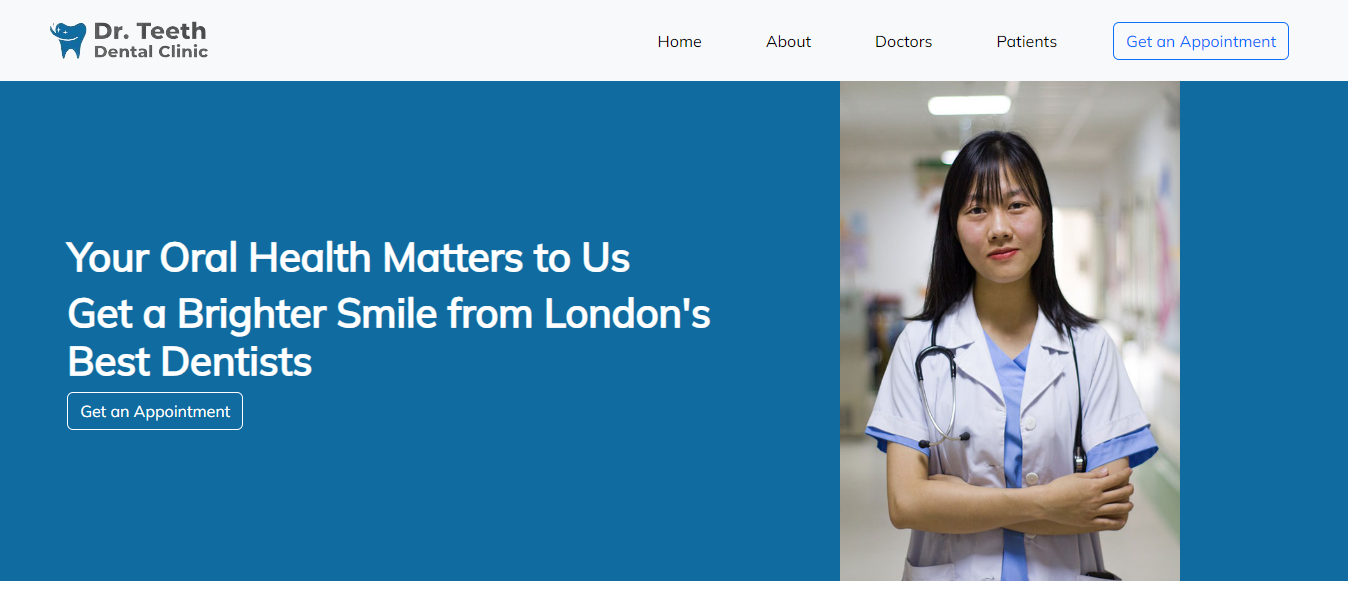 Dr. Teeth
Dental Clinic
Home
About
Doctors
Patients
Get an Appointment
Your Oral Health Matters to Us
Get a Brighter Smile from London's
Best Dentists
Get an Appointment